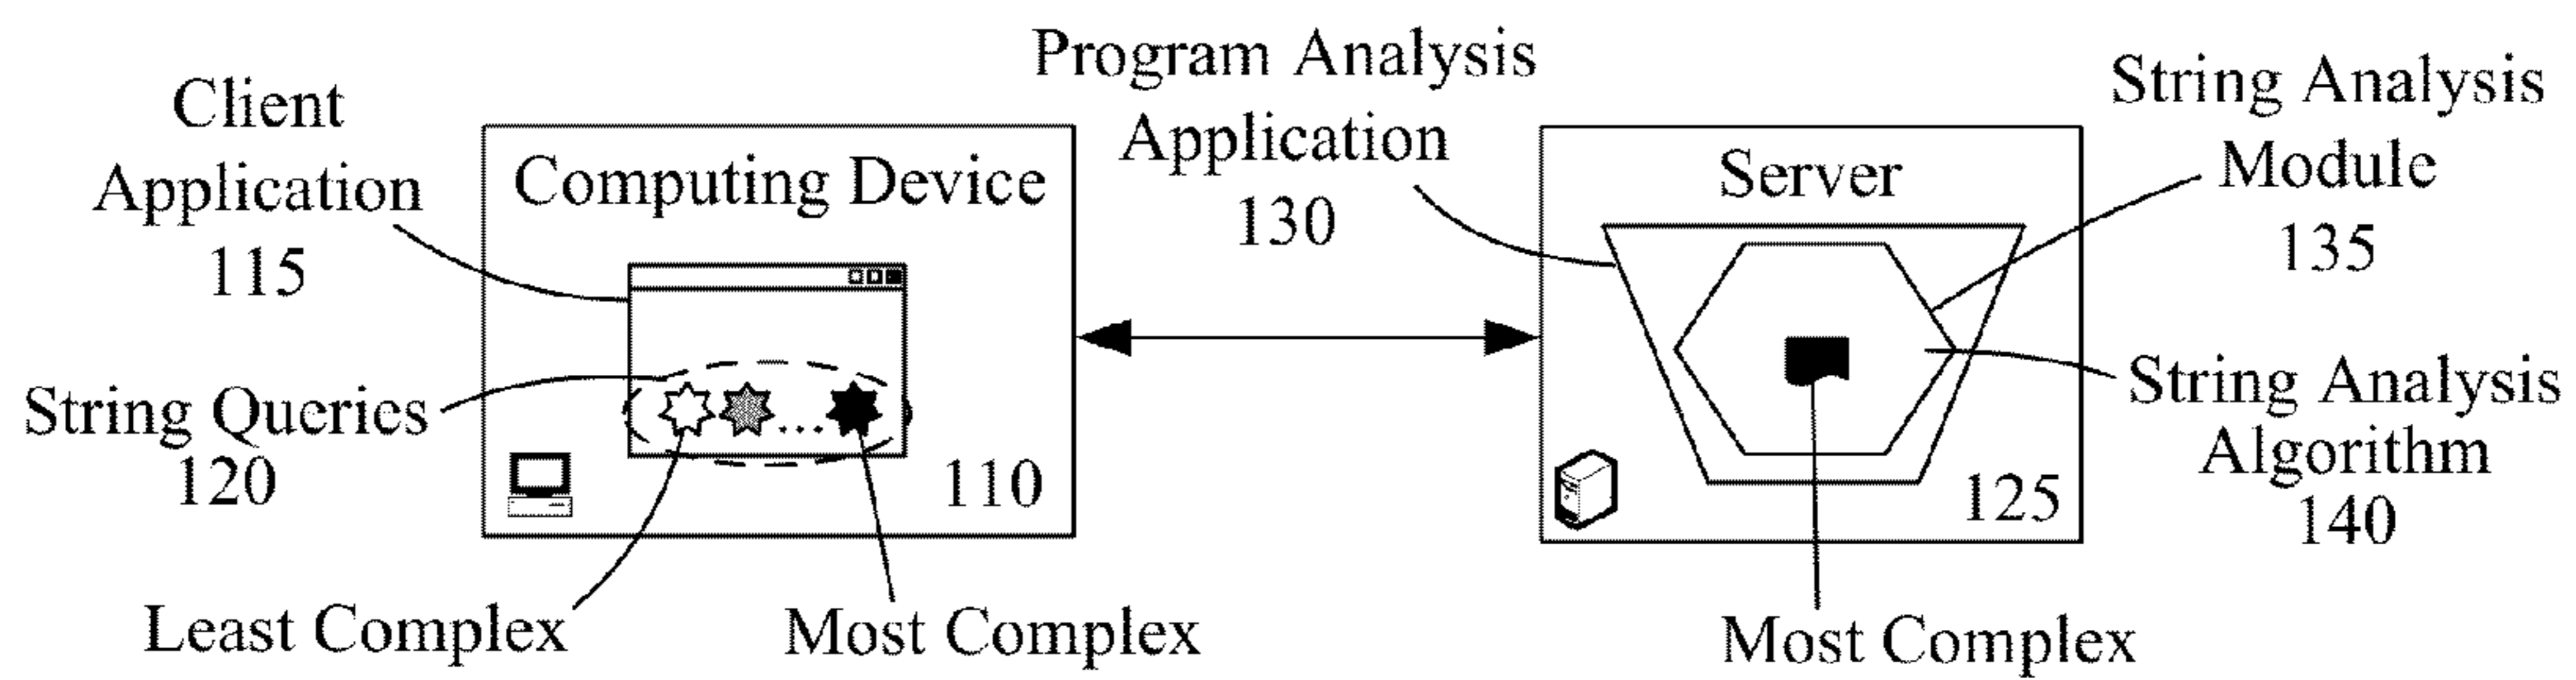 Client
Application
115
Computing Device
Program Analysis
Application
130
Server
String Analysis
Module
135
String Queries
120
...
110
125
String Analysis
Algorithm
140
Least Complex
Most Complex
Most Complex